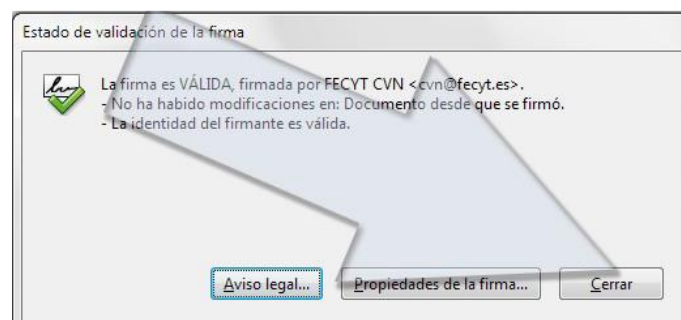 Estado de validación de la firma
La firma es VÁLIDA, firmada por FECYT CVN <cvn@fecyt.es>.
- No ha habido modificaciones en: Documento desde que se firmó.
- La identidad del firmante es válida.
Aviso legal... Propiedades de la firma... Cerrar